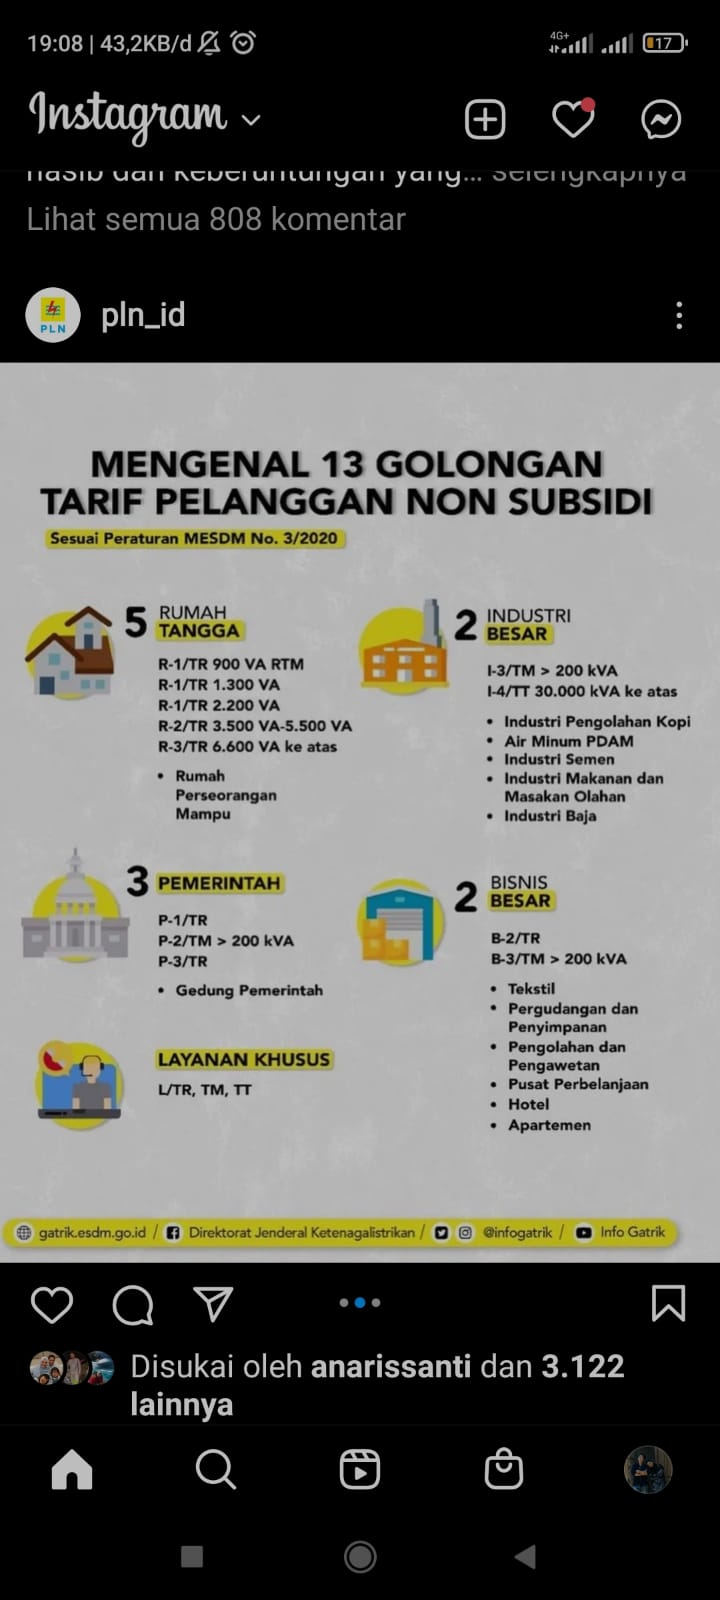 19:08 | 43,2KB/d
4G+
17
Instagram
nasib dan keberuntungan yang... selengkapnya
Lihat semua 808 komentar
PLN
pln_id
MENGENAL 13 GOLONGAN
TARIF PELANGGAN NON SUBSIDI
Sesuai Peraturan MESDM No. 3/2020
5 RUMAH
TANGGA
R-1/TR 900 VA RTM
R-1/TR 1.300 VA
R-1/TR 2.200 VA
R-2/TR 3.500 VA-5.500 VA
R-3/TR 6.600 VA ke atas
• Rumah
Perseorangan
Mampu
2 INDUSTRI
BESAR
I-3/TM > 200 kVA
I-4/TT 30.000 kVA ke atas
• Industri Pengolahan Kopi
• Air Minum PDAM
• Industri Semen
• Industri Makanan dan
Masakan Olahan
• Industri Baja
3 PEMERINTAH
P-1/TR
P-2/TM > 200 kVA
P-3/TR
• Gedung Pemerintah
2 BISNIS
BESAR
B-2/TR
B-3/TM > 200 kVA
• Tekstil
• Pergudangan dan
Penyimpanan
• Pengolahan dan
Pengawetan
• Pusat Perbelanjaan
• Hotel
• Apartemen
LAYANAN KHUSUS
L/TR, TM, TT
gatrik.esdm.go.id / Direktorat Jenderal Ketenagalistrikan / @infogatrik / Info Gatrik
Disukai oleh anarissanti dan 3.122
lainnya